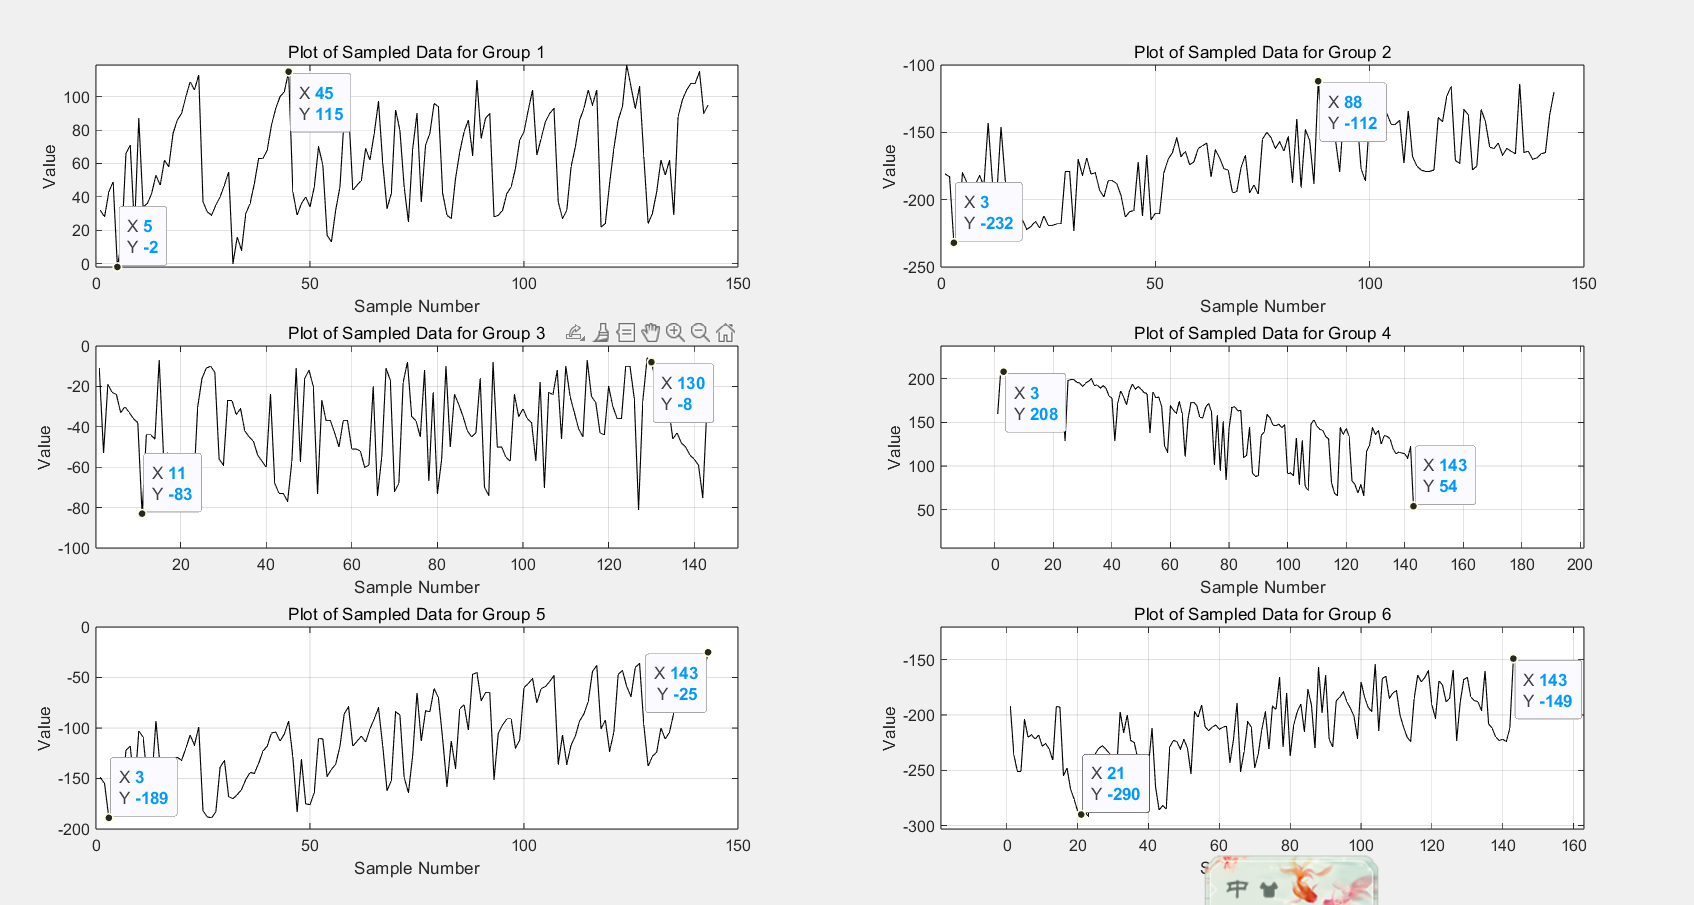 Plot of Sampled Data for Group 1
Value
100
80
60
40
20
0
X 45
Y 115
X 5
Y -2
0
50
100
150
Sample Number
Plot of Sampled Data for Group 2
Value
-100
-150
-200
-250
X 88
Y -112
X 3
Y -232
0
50
100
150
Sample Number
Plot of Sampled Data for Group 3
Value
0
-20
-40
-60
-80
-100
X 130
Y -8
X 11
Y -83
20
40
60
80
100
120
140
Sample Number
Plot of Sampled Data for Group 4
Value
200
150
100
50
X 3
Y 208
X 143
Y 54
0
20
40
60
80
100
120
140
160
180
200
Sample Number
Plot of Sampled Data for Group 5
Value
0
-50
-100
-150
-200
X 143
Y -25
X 3
Y -189
0
50
100
150
Sample Number
Plot of Sampled Data for Group 6
Value
-150
-200
-250
-300
X 143
Y -149
X 21
Y -290
0
20
40
60
80
100
120
140
160
中